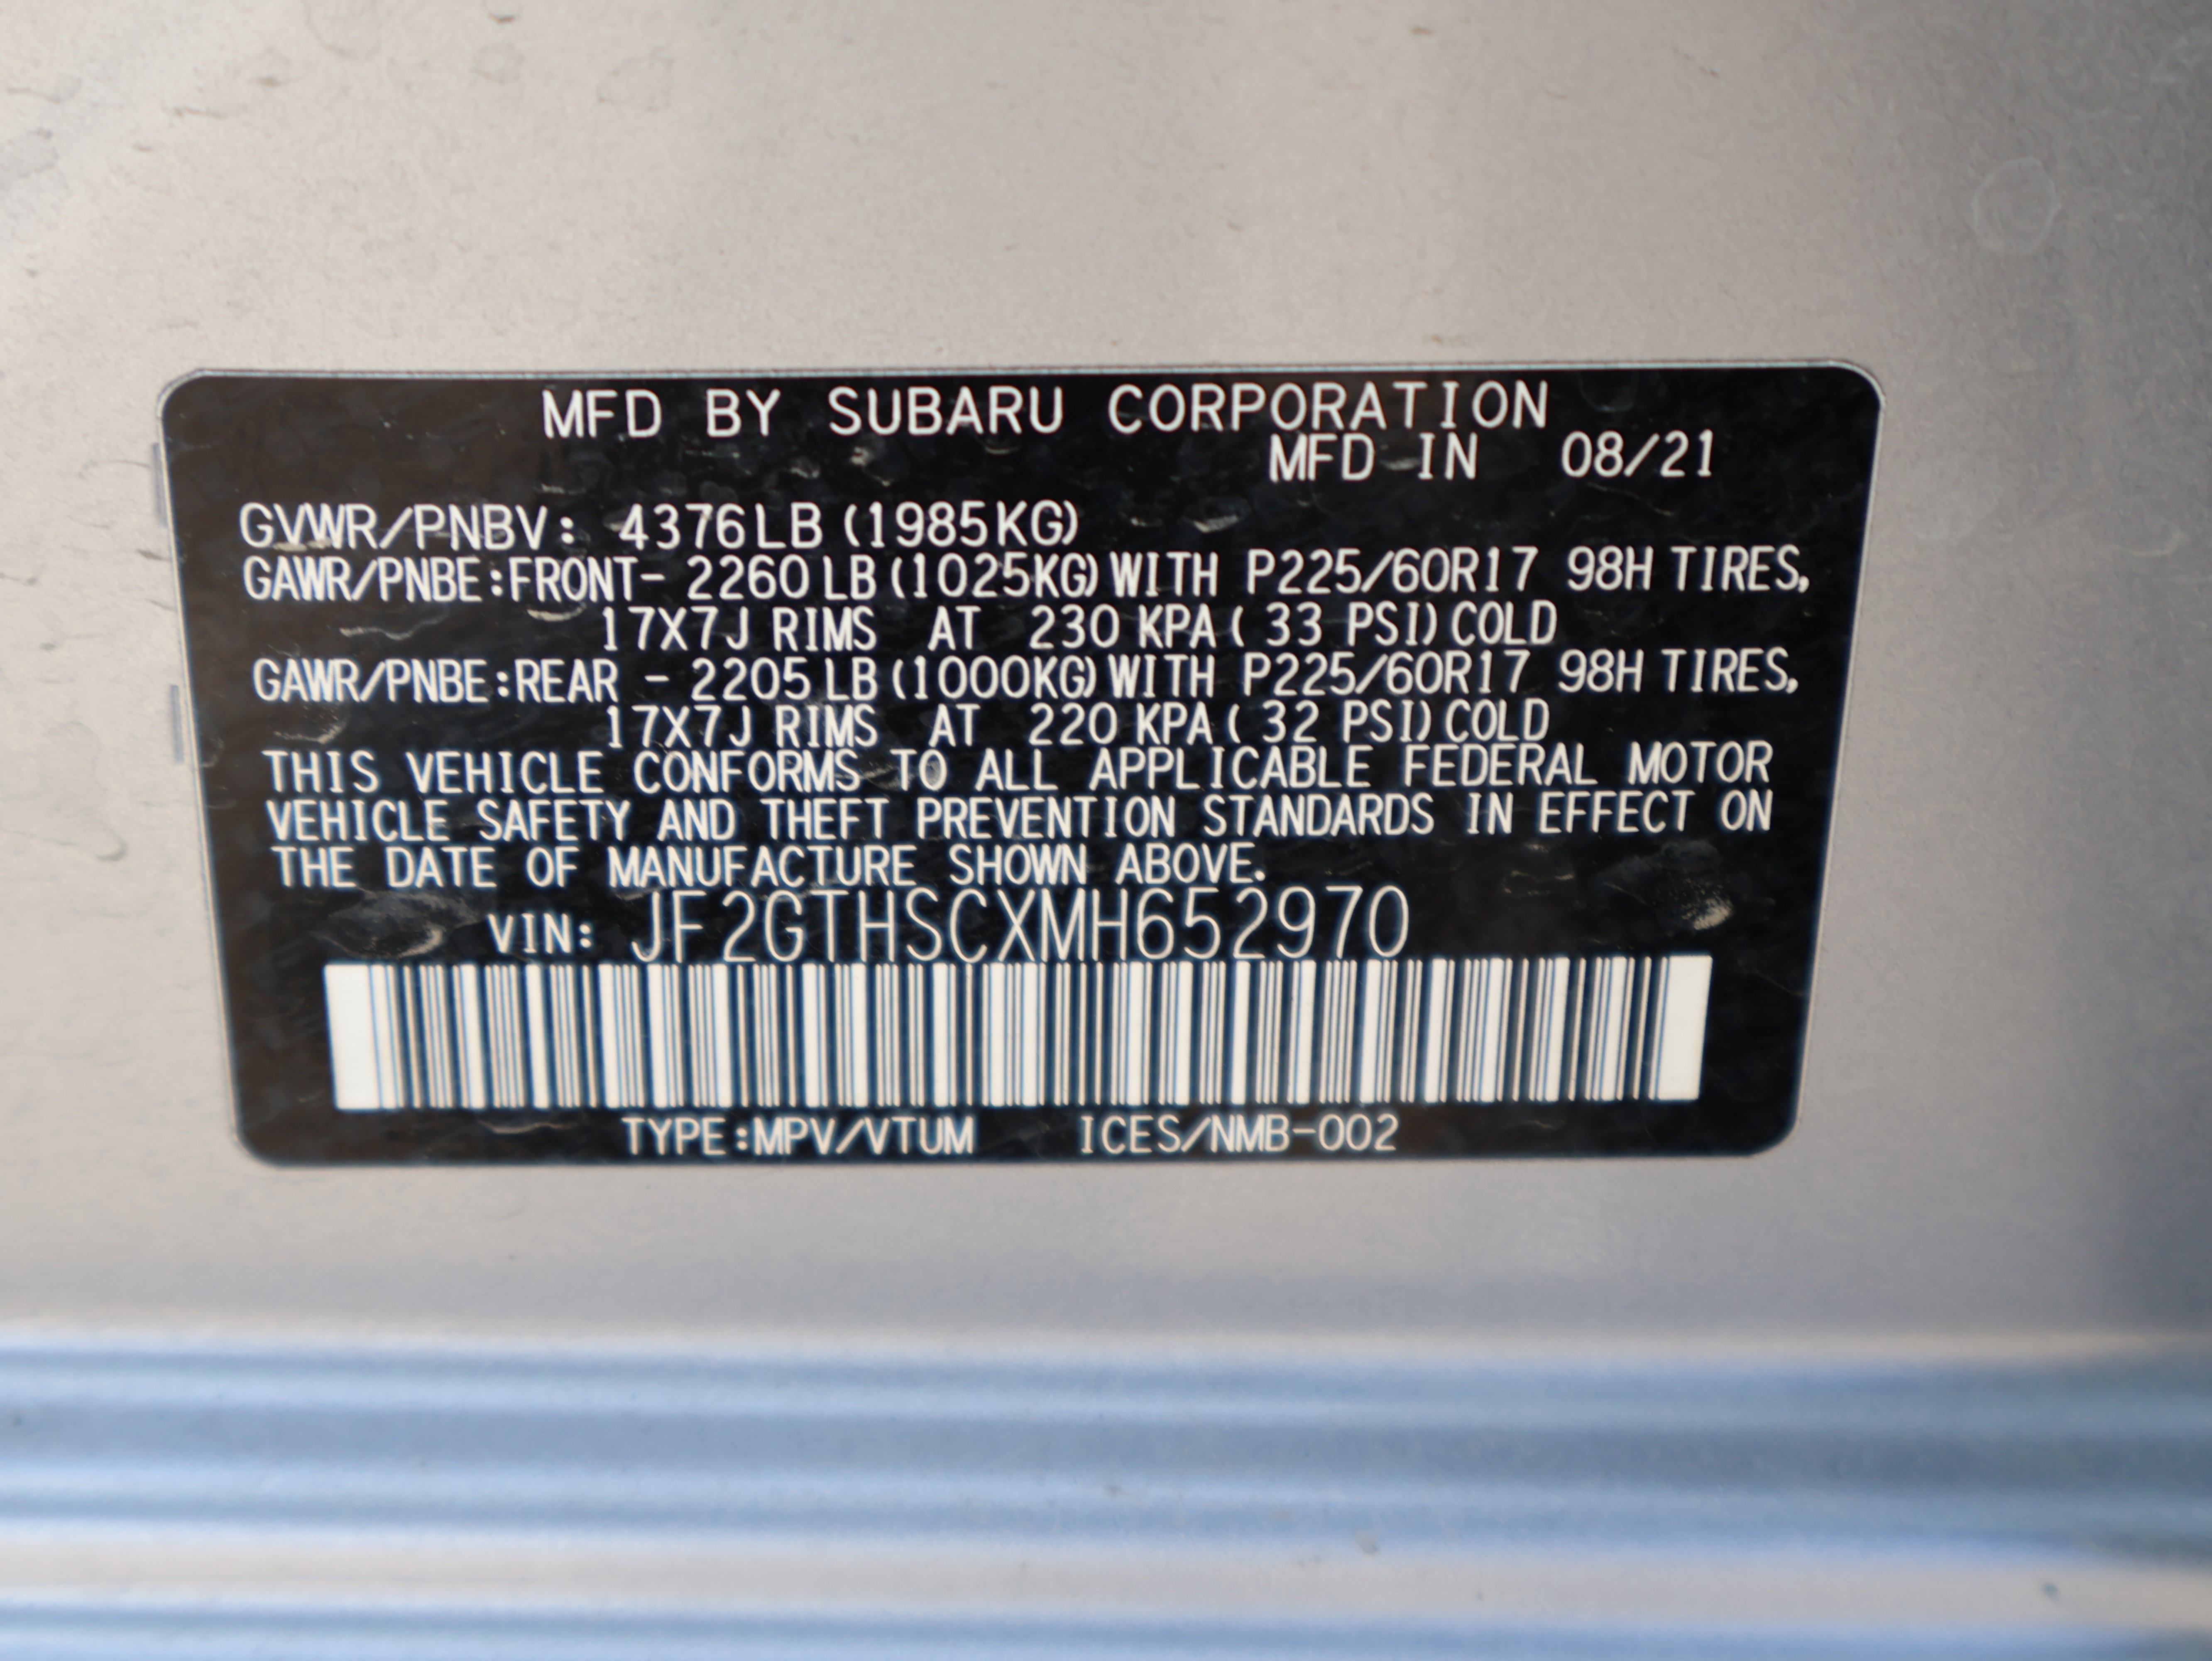 MFD BY SUBARU CORPORATION
MFD IN 08/21
GVWR/PNBV: 4376LB (1985KG)
GAWR/PNBE:FRONT- 2260 LB (1025KG) WITH P225/60R17 98H TIRES,
17X7J RIMS AT 230 KPA ( 33 PSI) COLD
GAWR/PNBE:REAR - 2205 LB (1000KG) WITH P225/60R17 98H TIRES,
17X7J RIMS AT 220 KPA ( 32 PSI) COLD
THIS VEHICLE CONFORMS TO ALL APPLICABLE FEDERAL MOTOR
VEHICLE SAFETY AND THEFT PREVENTION STANDARDS IN EFFECT ON
THE DATE OF MANUFACTURE SHOWN ABOVE.
VIN: JF2GTHSCXMH652970
TYPE:MPV/VTUM ICES/NMB-002